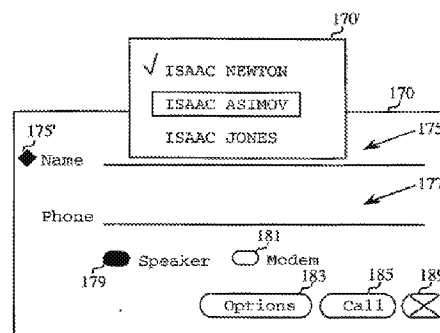 170'
ISAAC NEWTON
ISAAC ASIMOV
170
175'
ISAAC JONES
175
Name
177
Phone
181
179
Speaker
Modem
183
185
189
Options
Call